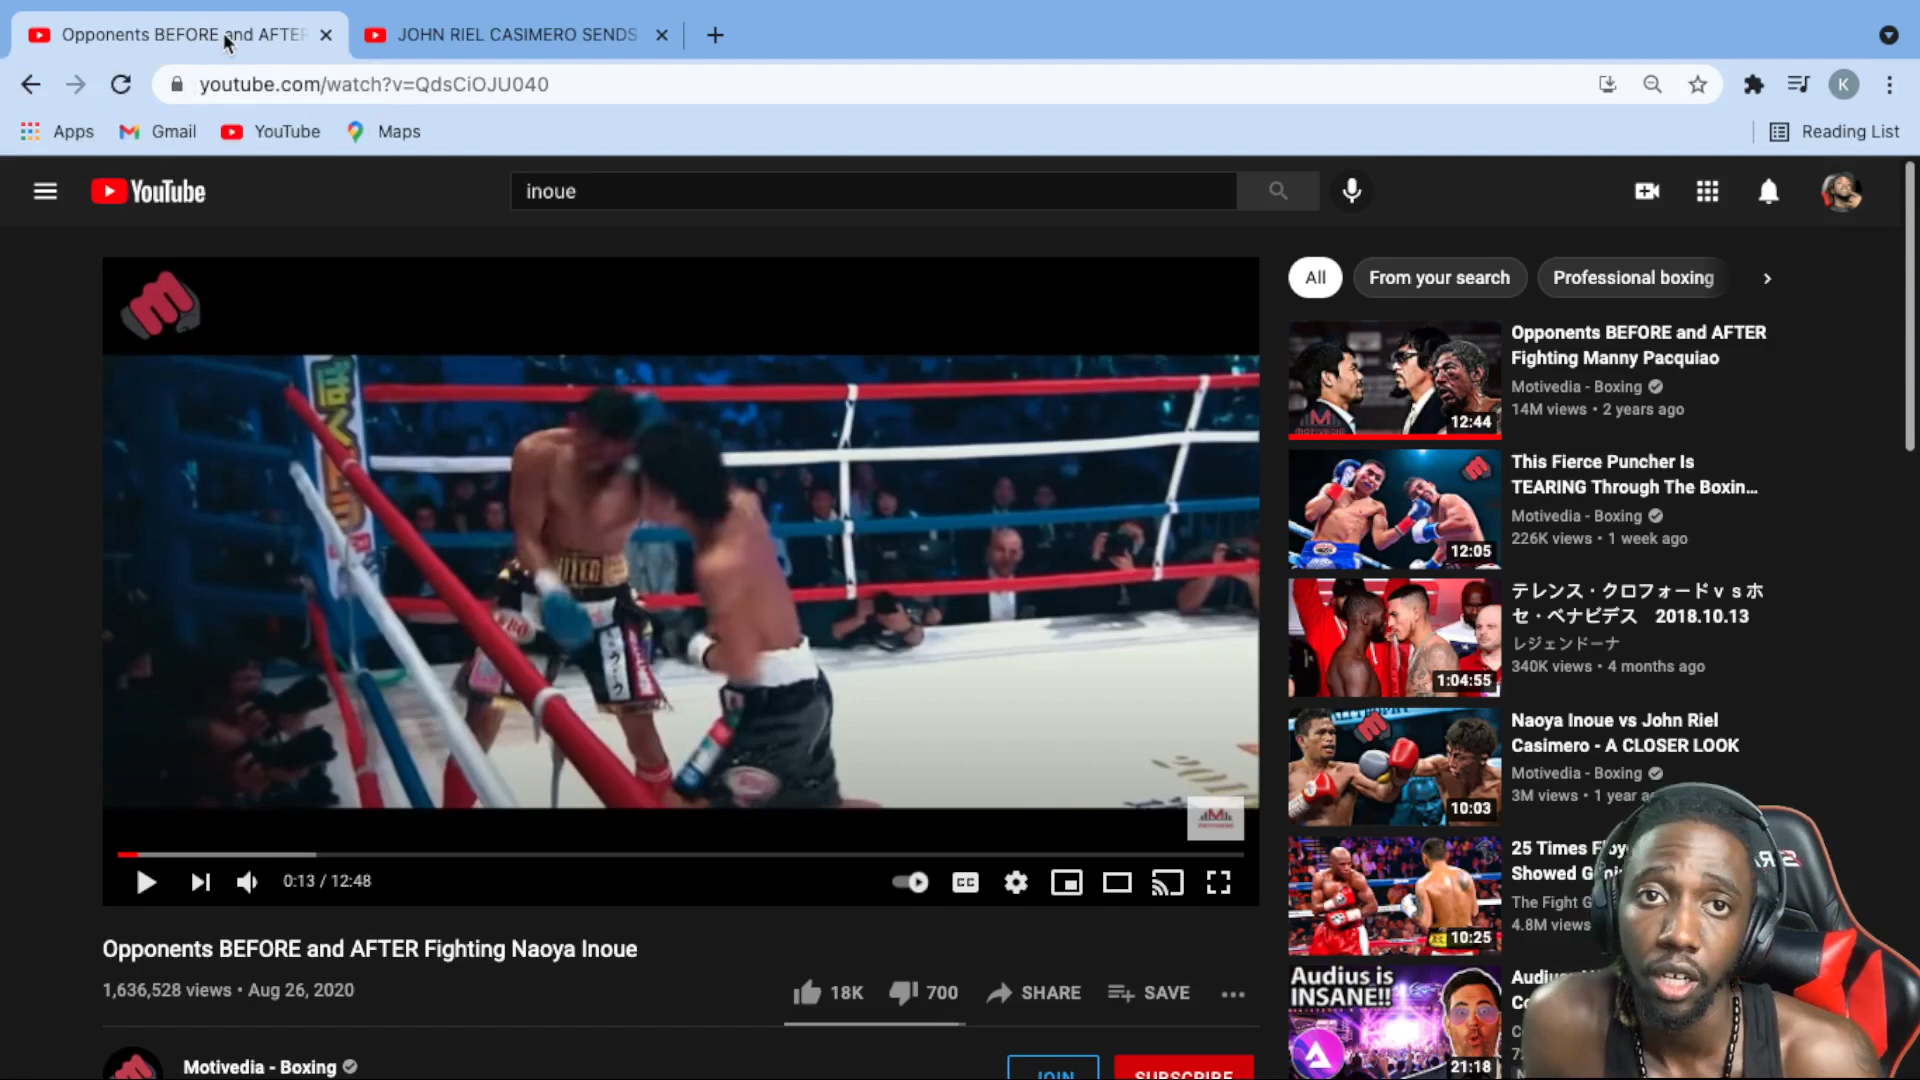 Opponents BEFORE and AFTER
JOHN RIEL CASIMERO SENDS
youtube.com/watch?v=QdsCiOJU040
K
Apps
Gmail
YouTube
Maps
Reading List
YouTube
inoue
All
From your search
Professional boxing
Opponents BEFORE and AFTER
Fighting Manny Pacquiao
Motivedia - Boxing
14M views • 2 years ago
12:44
This Fierce Puncher Is
TEARING Through The Boxin...
Motivedia - Boxing
226K views • 1 week ago
12:05
テレンス・クロフォードｖｓホ
セ・ベナビデス 2018.10.13
レジェンドーナ
340K views • 4 months ago
1:04:55
Naoya Inoue vs John Riel
Casimero - A CLOSER LOOK
Motivedia - Boxing
3M views • 1 year
10:03
25 Times
Showed
The Fight
4.8M views
10:25
Audius is
INSANE!!
21:18
0:13 / 12:48
CC
Opponents BEFORE and AFTER Fighting Naoya Inoue
1,636,528 views • Aug 26, 2020
18K
700
SHARE
SAVE
Motivedia - Boxing
JOIN
SUBSCRIBE